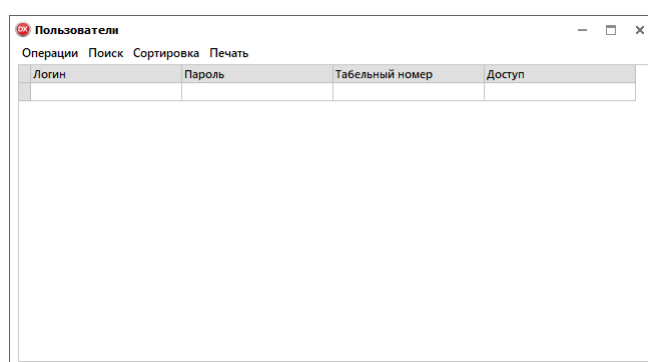 DX Пользователи
Операции Поиск Сортировка Печать
Логин Пароль Табельный номер Доступ